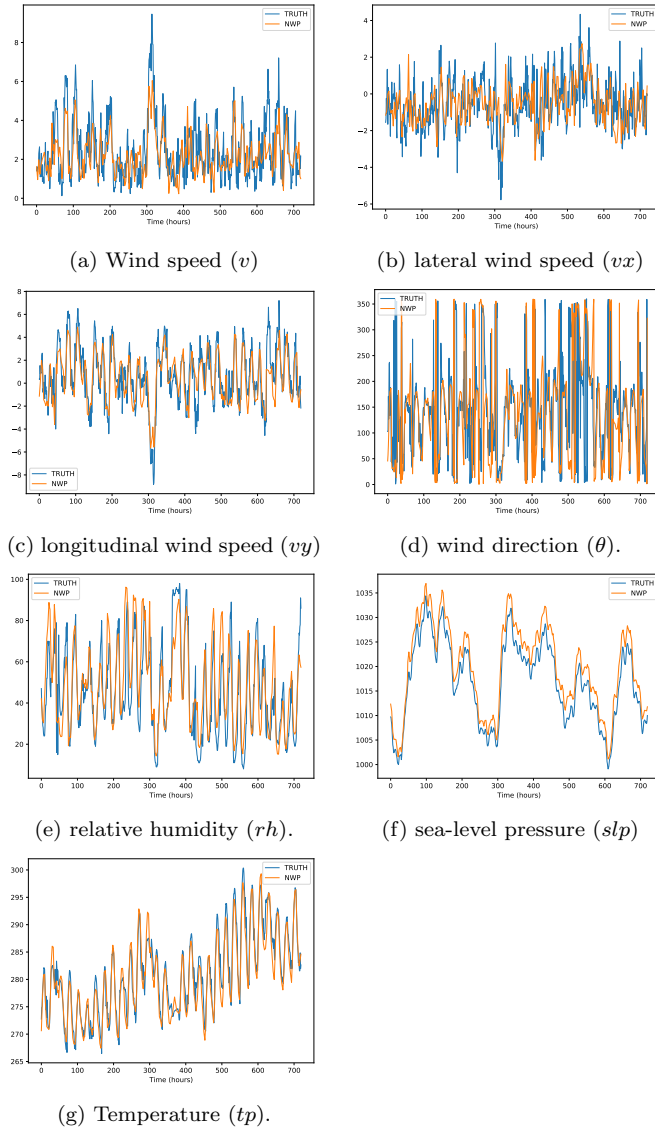 TRUTH
NWP
8
6
4
2
0
0 100 200 300 400 500 600 700
Time (hours)
(a) Wind speed (v)
TRUTH
NWP
4
2
0
−2
−4
−6
0 100 200 300 400 500 600 700
Time (hours)
(b) lateral wind speed (vx)
8
6
4
2
0
−2
−4
−6
−8
TRUTH
NWP
0 100 200 300 400 500 600 700
Time (hours)
(c) longitudinal wind speed (vy)
TRUTH
NWP
350
300
250
200
150
100
50
0
0 100 200 300 400 500 600 700
Time (hours)
(d) wind direction (θ).
TRUTH
NWP
100
80
60
40
20
0 100 200 300 400 500 600 700
Time (hours)
(e) relative humidity (rh).
TRUTH
NWP
1035
1030
1025
1020
1015
1010
1005
1000
0 100 200 300 400 500 600 700
Time (hours)
(f) sea-level pressure (slp)
TRUTH
NWP
300
295
290
285
280
275
270
265
0 100 200 300 400 500 600 700
Time (hours)
(g) Temperature (tp).